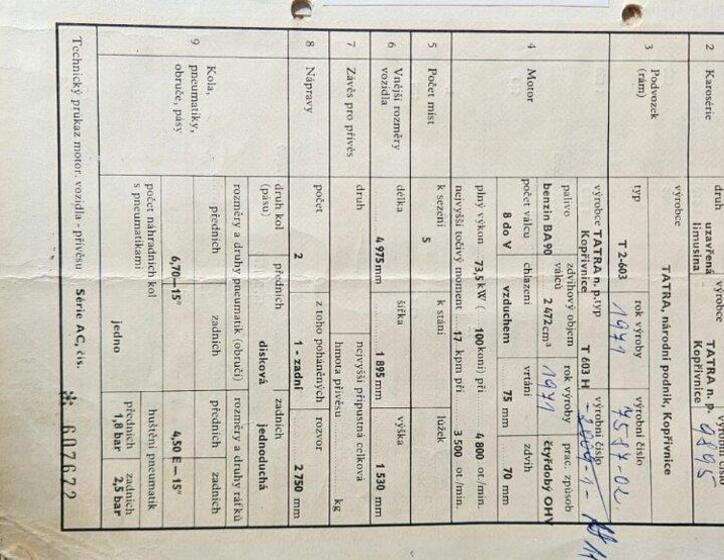 2 Karosérie
druh
uzavřená
limusina
výrobce
TATRA n. p.
Kopřivnice
9895
3 Podvozek
(rám)
výrobce
TATRA, národní podnik, Kopřivnice
typ
T 2-603
rok výroby
1971
výrobní číslo
7587-02
4 Motor
výrobce TATRA n. p.
Kopřivnice
typ
T 603 H
výrobní číslo
palivo
benzin BA 90
zdvihový objem
válců 2 472 cm³
rok výroby
1971
prac. způsob
čtyřdobý OHV
počet válců
8 do V
chlazení
vzduchem
vrtání
75 mm
zdvih
70 mm
plný výkon 73,5 kW ( 100 koní) při 4 800 ot./min.
nejvyšší točivý moment 17 kpm při 3 500 ot./min.
5 Počet míst
k sezení
5
k stání
lůžek
6 Vnější rozměry
vozidla
délka
4 975 mm
šířka
1 895 mm
výška
1 530 mm
7 Závěs pro přívěs
druh
nejvyšší přípustná celková
hmota přívěsu kg
8 Nápravy
počet
2
z toho poháněných
1 - zadní
rozvor
2 750 mm
9 Kola,
pneumatiky,
obruče, pásy
druh kol
(pásu)
předních
disková
zadních
jednoduchá
rozměry a druhy pneumatik (obručí)
rozměry a druhy ráfků
předních
zadních
zadních
6,70—15"
4,50 E — 15"
počet náhradních kol
s pneumatikami
jedno
huštění pneumatik
předních
1,8 bar
zadních
2,5 bar
Technický průkaz motor. vozidla - přívěsu Série AC, čís. * 607672